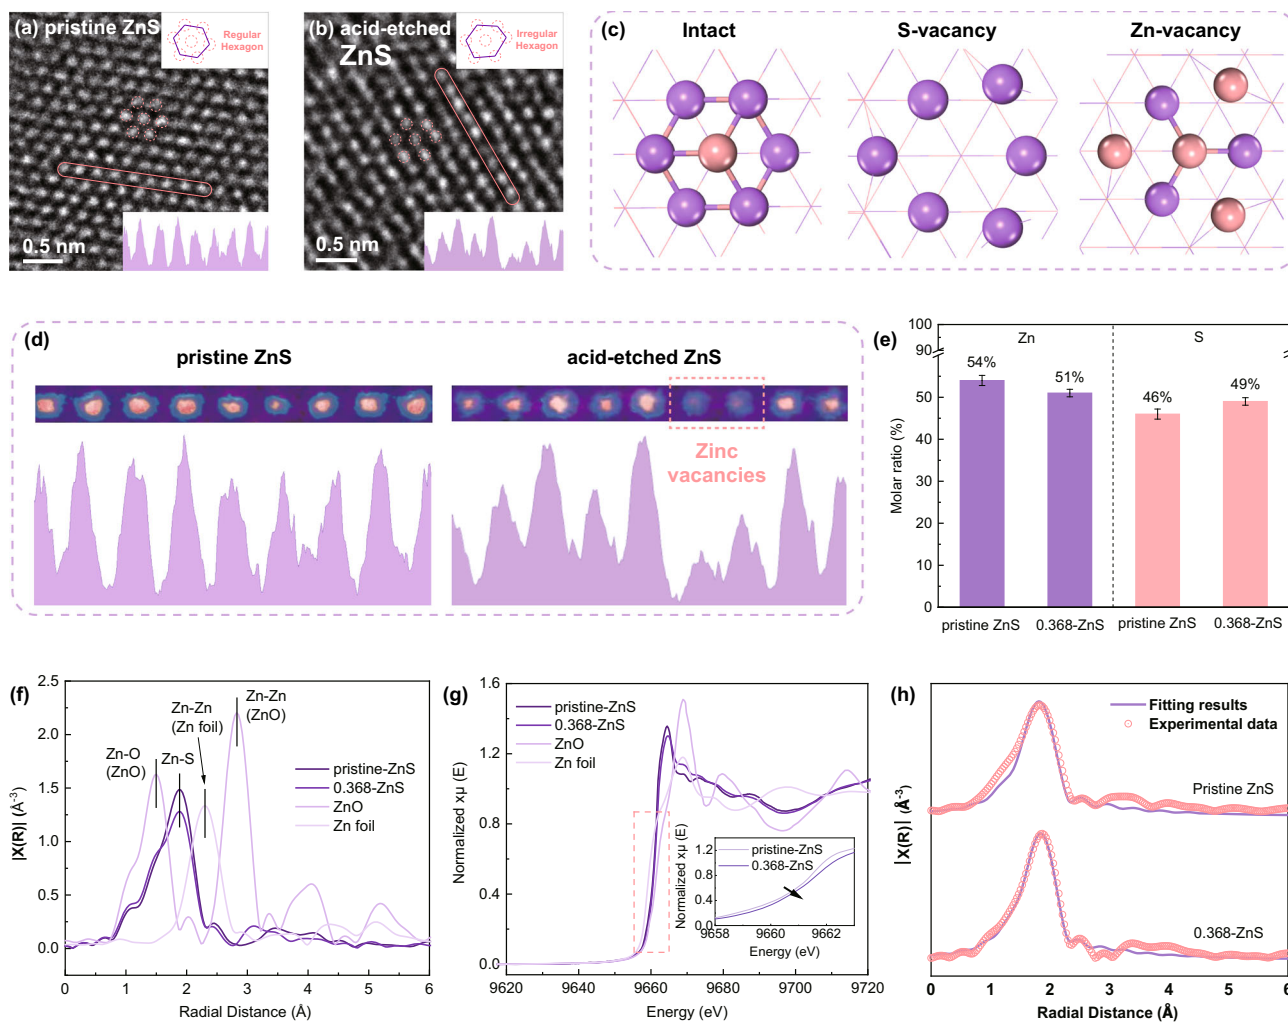 (a) pristine ZnS
Regular
Hexagon
0.5 nm
(b) acid-etched
ZnS
Irregular
Hexagon
0.5 nm
(c)
Intact
S-vacancy
Zn-vacancy
(d)
pristine ZnS
acid-etched ZnS
Zinc
vacancies
(e)
Zn
S
54%
51%
46%
49%
100
90
50
40
30
20
10
0
Molar ratio (%)
pristine ZnS
0.368-ZnS
pristine ZnS
0.368-ZnS
(f)
Zn-O
(ZnO)
Zn-S
Zn-Zn
(Zn foil)
Zn-Zn
(ZnO)
pristine-ZnS
0.368-ZnS
ZnO
Zn foil
2.5
2.0
1.5
1.0
0.5
0.0
|X(R)| (Å⁻³)
0 1 2 3 4 5 6
Radial Distance (Å)
(g)
pristine-ZnS
0.368-ZnS
ZnO
Zn foil
1.6
1.2
0.8
0.4
0.0
Normalized xμ (E)
9620 9640 9660 9680 9700 9720
Energy (eV)
pristine-ZnS
0.368-ZnS
1.2
0.8
0.4
0.0
Normalized xμ (E)
9658 9660 9662
Energy (eV)
(h)
Fitting results
Experimental data
Pristine ZnS
0.368-ZnS
|X(R)| (Å⁻³)
0 1 2 3 4 5 6
Radial Distance (Å)